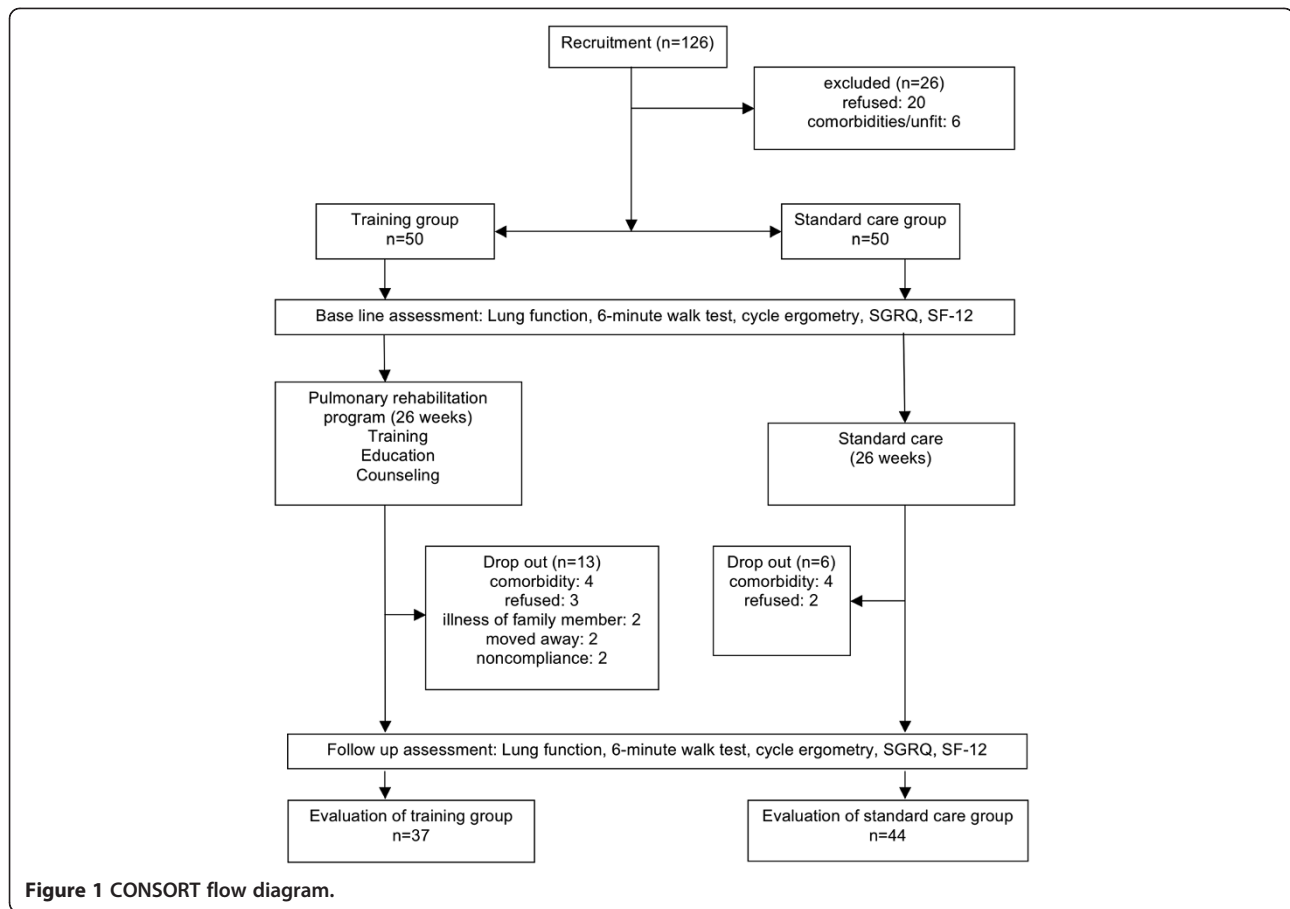 Recruitment (n=126)
excluded (n=26)
refused: 20
comorbidities/unfit: 6
Training group
n=50
Standard care group
n=50
Base line assessment: Lung function, 6-minute walk test, cycle ergometry, SGRQ, SF-12
Pulmonary rehabilitation
program (26 weeks)
Training
Education
Counseling
Standard care
(26 weeks)
Drop out (n=13)
comorbidity: 4
refused: 3
illness of family member: 2
moved away: 2
noncompliance: 2
Drop out (n=6)
comorbidity: 4
refused: 2
Follow up assessment: Lung function, 6-minute walk test, cycle ergometry, SGRQ, SF-12
Evaluation of training group
n=37
Evaluation of standard care group
n=44
Figure 1 CONSORT flow diagram.